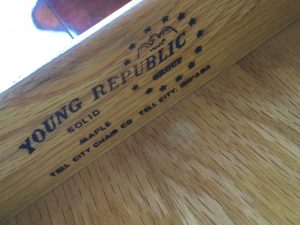 YOUNG REPUBLIC
GROUP
SOLID
MAPLE
TELL CITY CHAIR CO TELL CITY, INDIANA